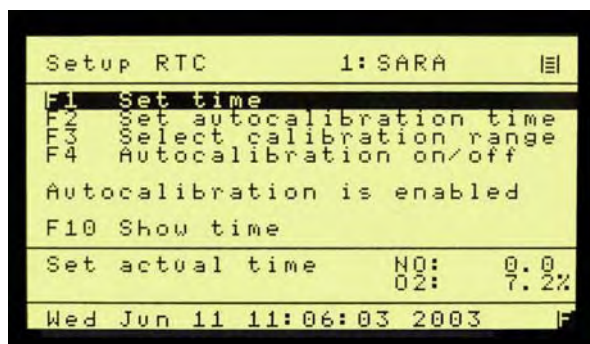 Setup RTC 1:SARA
F1 Set time
F2 Set autocalibration time
F3 Select calibration range
F4 Autocalibration on/off
Autocalibration is enabled
F10 Show time
Set actual time NO: 0.0
O2: 7.2%
Wed Jun 11 11:06:03 2003 F